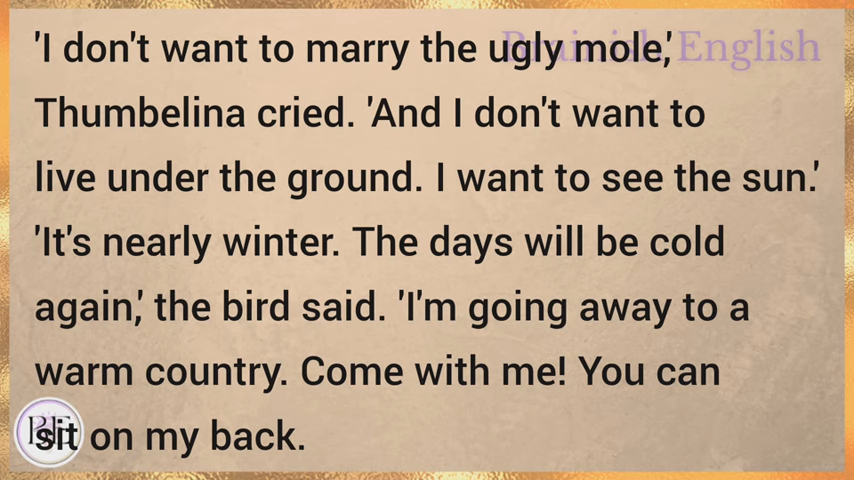 'I don't want to marry the ugly mole,'
Thumbelina cried. 'And I don't want to
live under the ground. I want to see the sun.'
'It's nearly winter. The days will be cold
again,' the bird said. 'I'm going away to a
warm country. Come with me! You can
sit on my back.
English